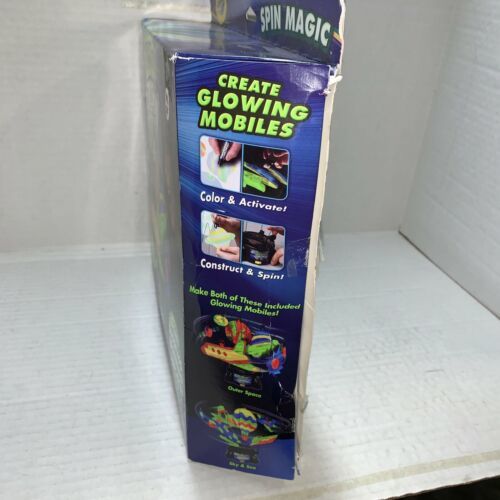 SPIN MAGIC
CREATE
GLOWING
MOBILES
Color & Activate!
Construct & Spin!
Make Both of These Included
Glowing Mobiles!
Outer Space
Sky & Sea